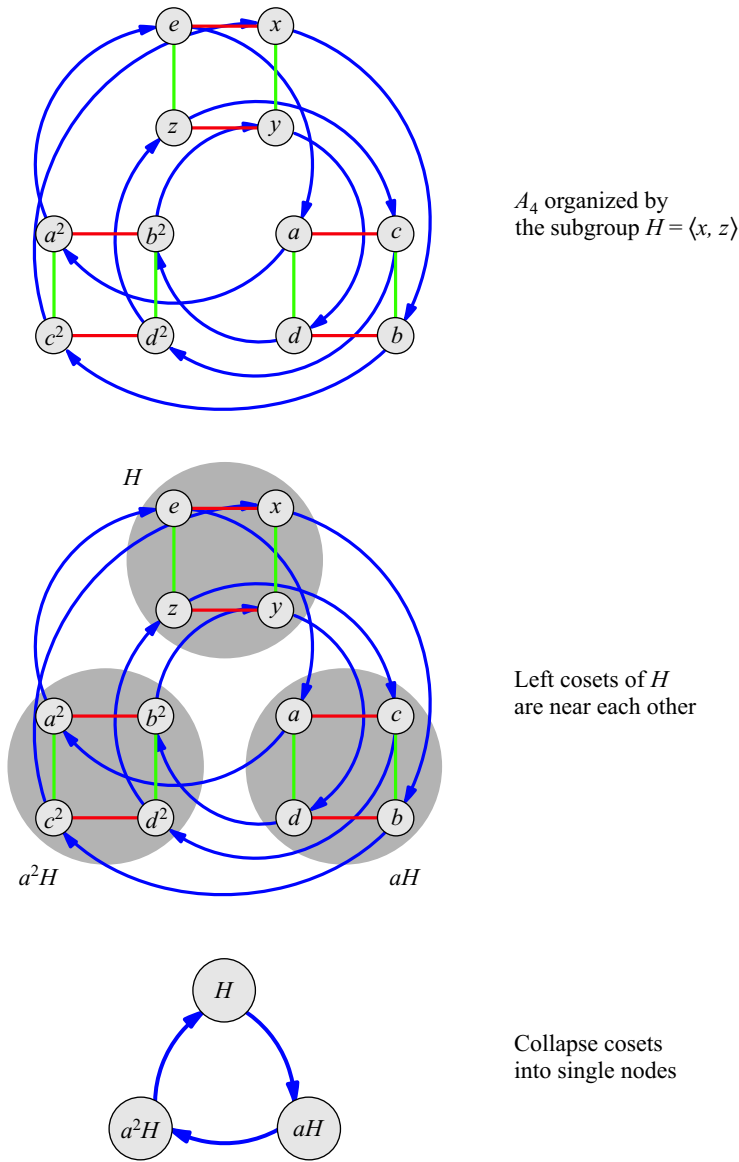 e x
z y
a² b² a c
c² d² d b
A₄ organized by
the subgroup H = ⟨x, z⟩
H
e x
z y
a² b² a c
c² d² d b
a²H aH
Left cosets of H
are near each other
H
a²H aH
Collapse cosets
into single nodes